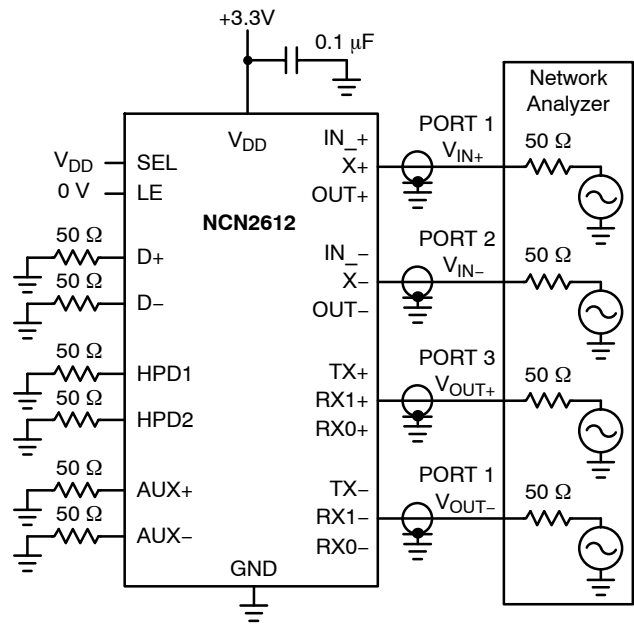 +3.3V
0.1 μF
Network
Analyzer
V_DD
IN_+
X+
OUT+
PORT 1
V_IN+
50 Ω
V_DD
SEL
0 V
LE
NCN2612
50 Ω
D+
50 Ω
D−
IN_−
X−
OUT−
PORT 2
V_IN−
50 Ω
50 Ω
HPD1
50 Ω
HPD2
TX+
RX1+
RX0+
PORT 3
V_OUT+
50 Ω
50 Ω
AUX+
50 Ω
AUX−
TX−
RX1−
RX0−
PORT 1
V_OUT−
50 Ω
GND